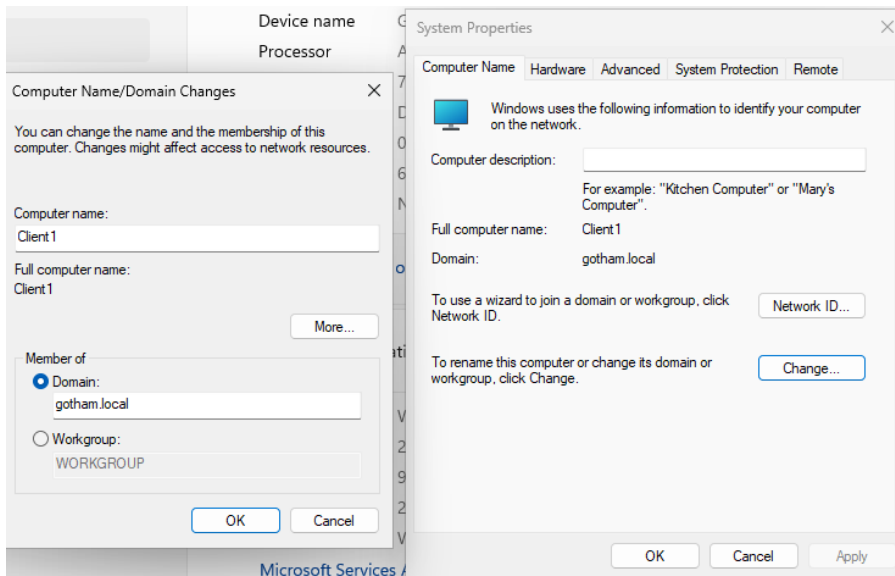 Device name
Processor
Computer Name/Domain Changes
You can change the name and the membership of this
computer. Changes might affect access to network resources.
Computer name:
Client1
Full computer name:
Client1
More...
Member of
Domain:
gotham.local
Workgroup:
WORKGROUP
OK
Cancel
Microsoft Services
System Properties
Computer Name
Hardware
Advanced
System Protection
Remote
Windows uses the following information to identify your computer
on the network.
Computer description:
For example: "Kitchen Computer" or "Mary's
Computer".
Full computer name:
Client1
Domain:
gotham.local
To use a wizard to join a domain or workgroup, click
Network ID.
Network ID...
To rename this computer or change its domain or
workgroup, click Change.
Change...
OK
Cancel
Apply